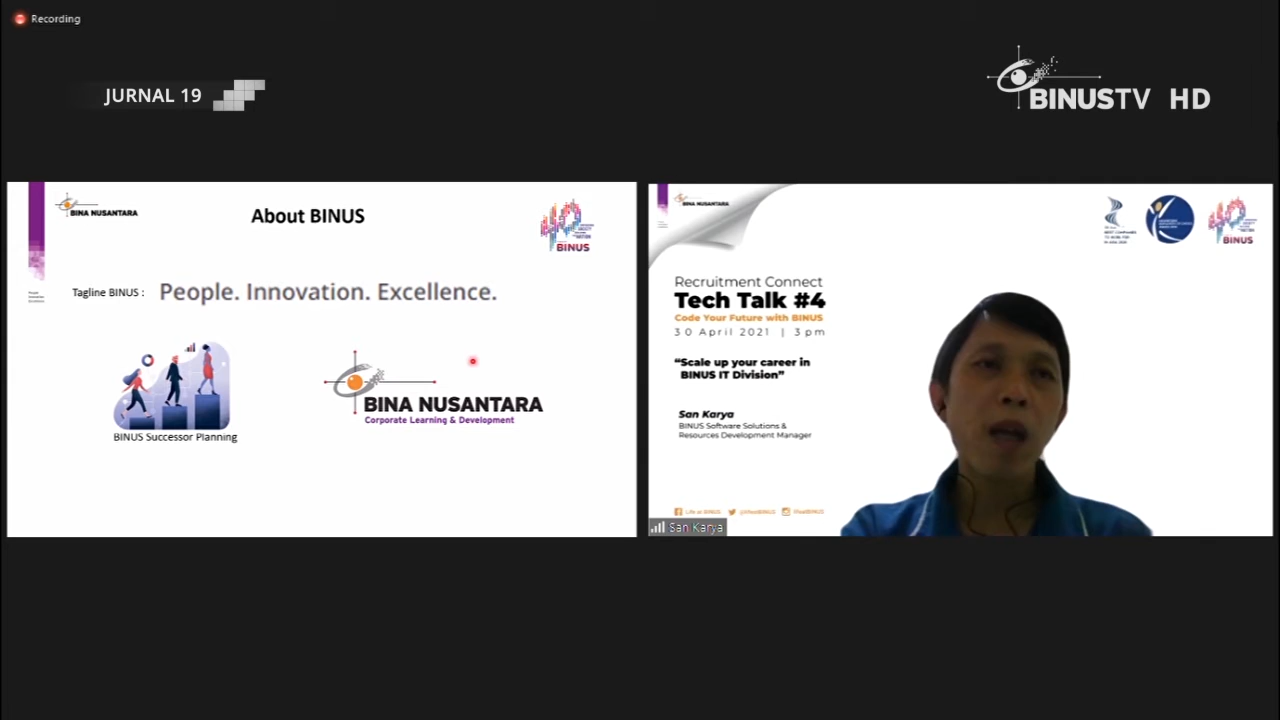 Recording
JURNAL 19
BINUSTV HD
BINA NUSANTARA
About BINUS
BINUS
Tagline BINUS : People. Innovation. Excellence.
BINUS Successor Planning
BINA NUSANTARA
Corporate Learning & Development
BINA NUSANTARA
BINUS
Recruitment Connect
Tech Talk #4
Code Your Future with BINUS
30 April 2021 | 3 pm
“Scale up your career in
BINUS IT Division”
San Karya
BINUS Software Solutions &
Resources Development Manager
Life at BINUS
San Karya